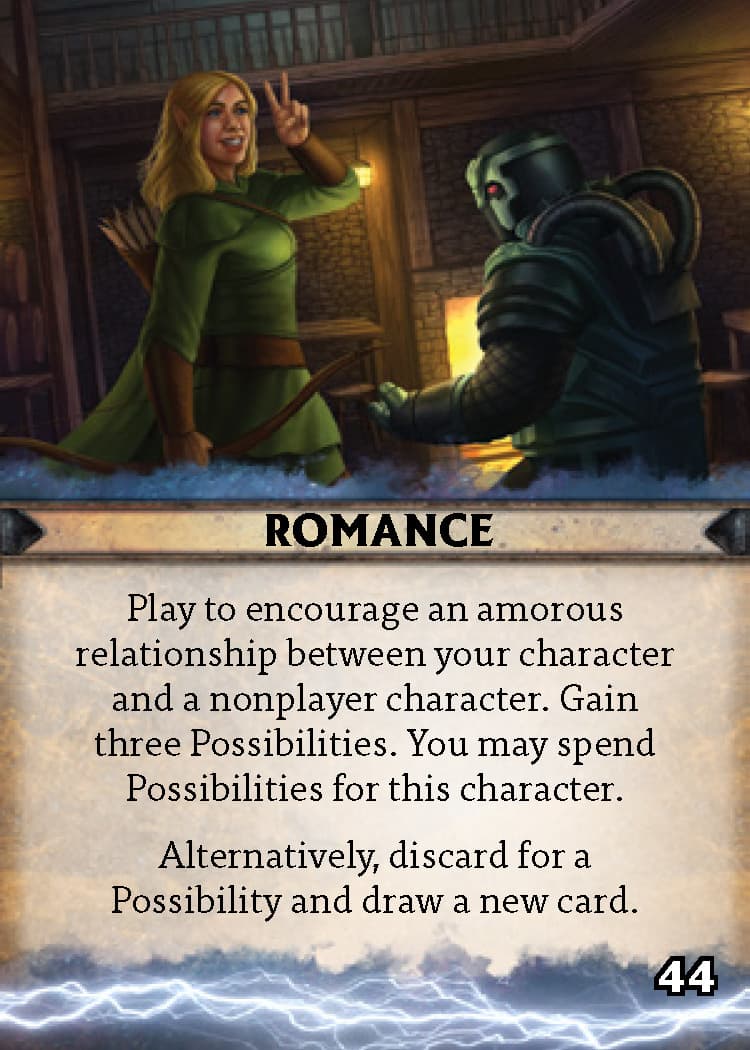 ROMANCE
Play to encourage an amorous
relationship between your character
and a nonplayer character. Gain
three Possibilities. You may spend
Possibilities for this character.
Alternatively, discard for a
Possibility and draw a new card.
44